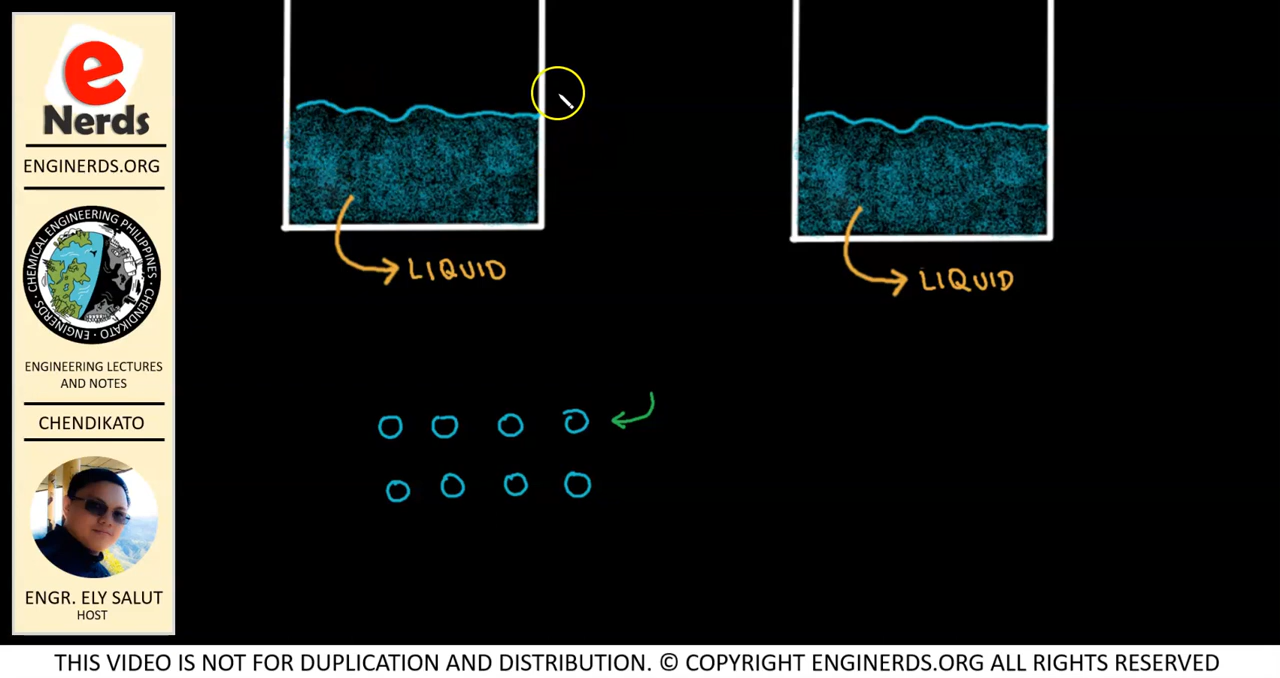 e
Nerds
ENGINERDS.ORG
CHEMICAL ENGINEERING PHILIPPINES · CHENDIKATO · ENGINERDS ·
ENGINEERING LECTURES
AND NOTES
CHENDIKATO
ENGR. ELY SALUT
HOST
LIQUID
LIQUID
THIS VIDEO IS NOT FOR DUPLICATION AND DISTRIBUTION. © COPYRIGHT ENGINERDS.ORG ALL RIGHTS RESERVED